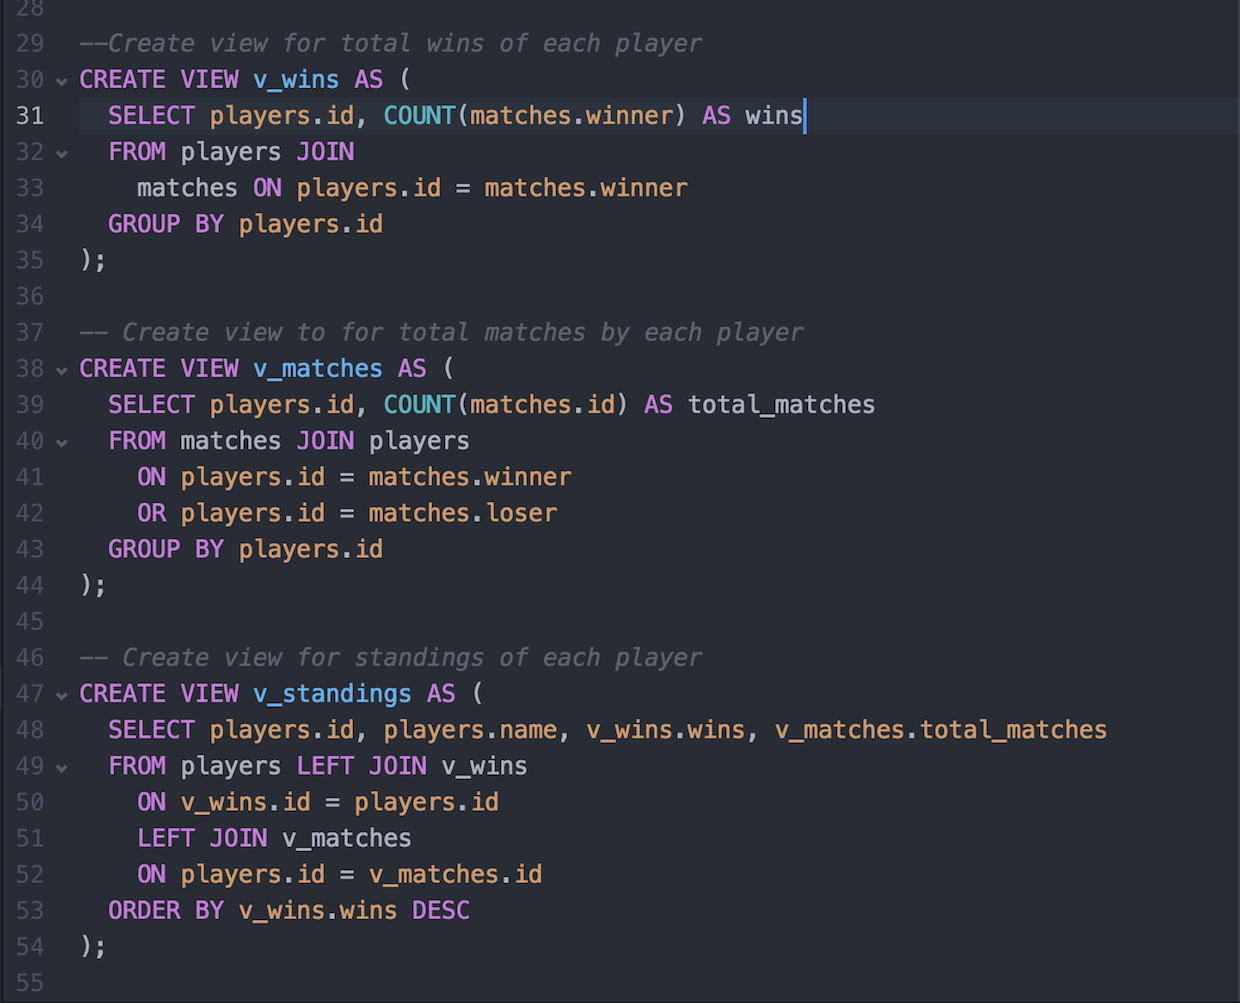 28
29 --Create view for total wins of each player
30 CREATE VIEW v_wins AS (
31 SELECT players.id, COUNT(matches.winner) AS wins
32 FROM players JOIN
33 matches ON players.id = matches.winner
34 GROUP BY players.id
35 );
36
37 -- Create view to for total matches by each player
38 CREATE VIEW v_matches AS (
39 SELECT players.id, COUNT(matches.id) AS total_matches
40 FROM matches JOIN players
41 ON players.id = matches.winner
42 OR players.id = matches.loser
43 GROUP BY players.id
44 );
45
46 -- Create view for standings of each player
47 CREATE VIEW v_standings AS (
48 SELECT players.id, players.name, v_wins.wins, v_matches.total_matches
49 FROM players LEFT JOIN v_wins
50 ON v_wins.id = players.id
51 LEFT JOIN v_matches
52 ON players.id = v_matches.id
53 ORDER BY v_wins.wins DESC
54 );
55